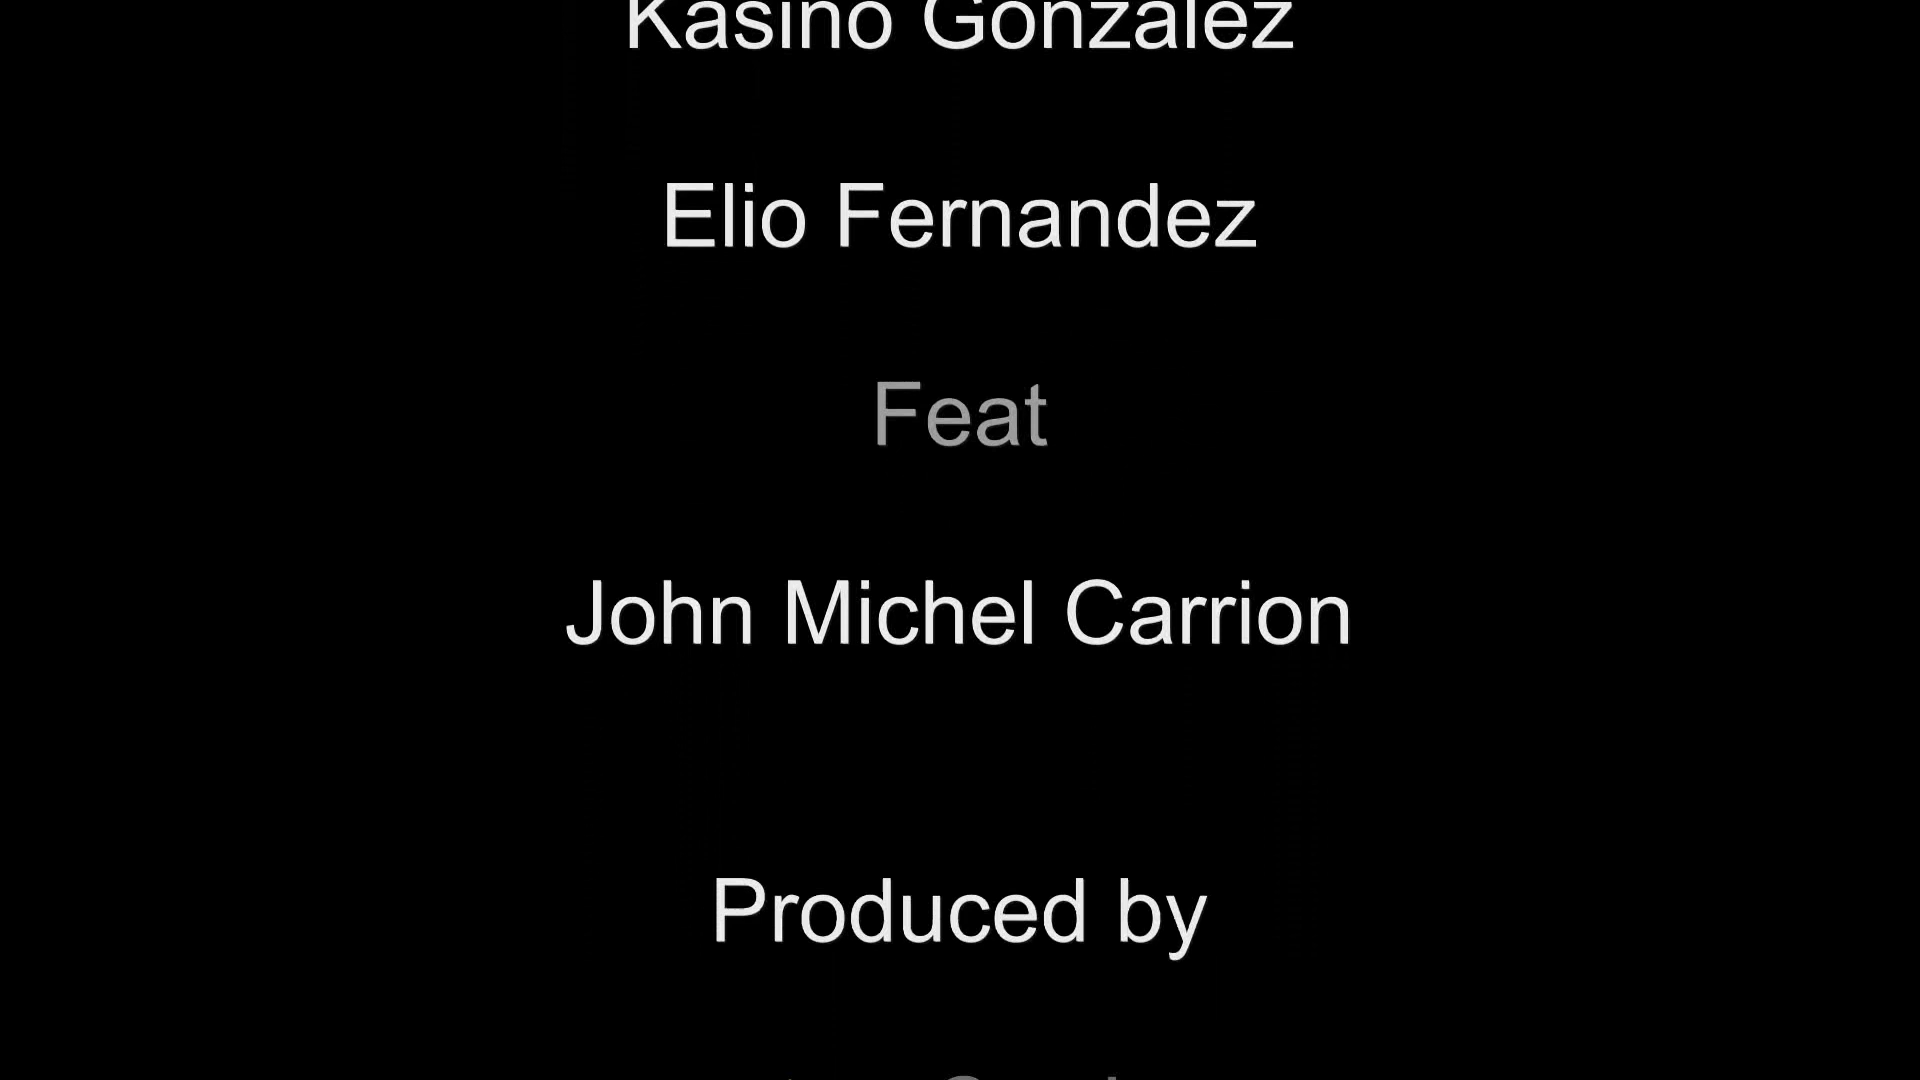 Kasino Gonzalez
Elio Fernandez
Feat
John Michel Carrion
Produced by